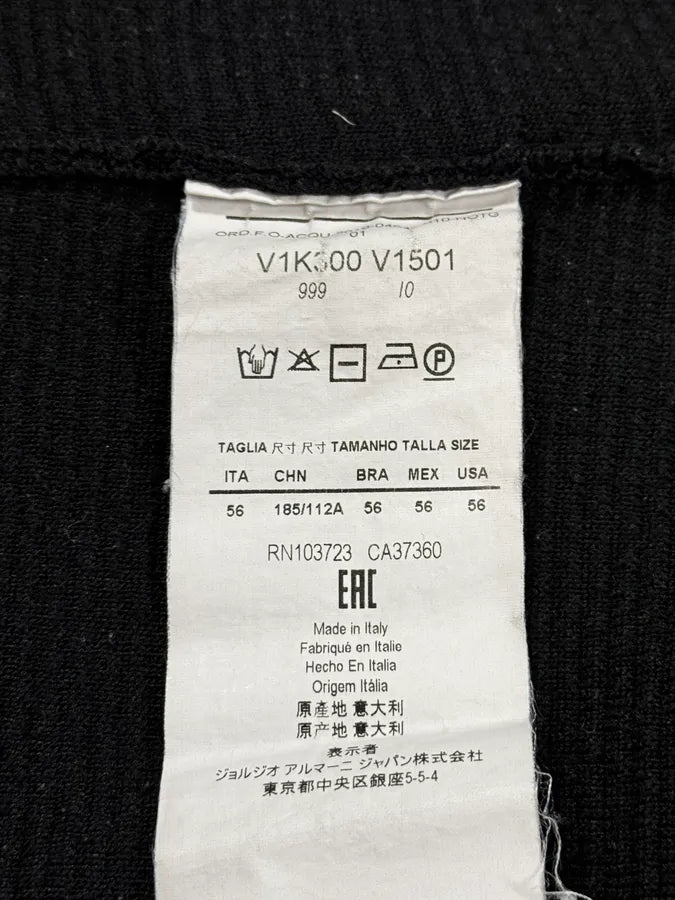 V1K300 V1501
999 10
P
TAGLIA 尺寸 尺寸 TAMANHO TALLA SIZE
ITA CHN BRA MEX USA
56 185/112A 56 56 56
RN103723 CA37360
EAC
Made in Italy
Fabriqué en Italie
Hecho En Italia
Origem Itália
原產地 意大利
原产地 意大利
表示者
ジョルジオ アルマーニ ジャパン株式会社
東京都中央区銀座5-5-4